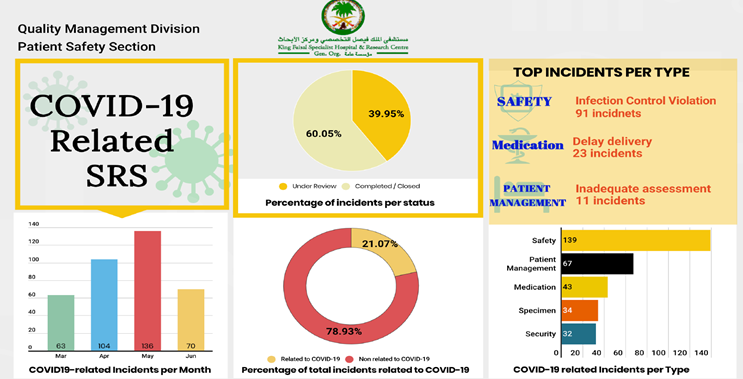 Quality Management Division
Patient Safety Section
مستشفى الملك فيصل التخصصي ومركز الأبحاث
King Faisal Specialist Hospital & Research Centre
Gen. Org. مؤسسة عامة
COVID-19
Related
SRS
39.95%
60.05%
Under Review
Completed / Closed
Percentage of incidents per status
TOP INCIDENTS PER TYPE
SAFETY
Infection Control Violation
91 incidnets
Medication
Delay delivery
23 incidents
PATIENT
MANAGEMENT
Inadequate assessment
11 incidents
140
120
100
80
60
40
20
0
63
104
136
70
Mar
Apr
May
Jun
COVID19-related Incidents per Month
21.07%
78.93%
Related to COVID-19
Non related to COVID-19
Percentage of total incidents related to COVID-19
Safety
139
Patient
Management
67
Medication
43
Specimen
34
Security
32
0 20 40 60 80 100 120 140
COVID-19 related Incidents per Type